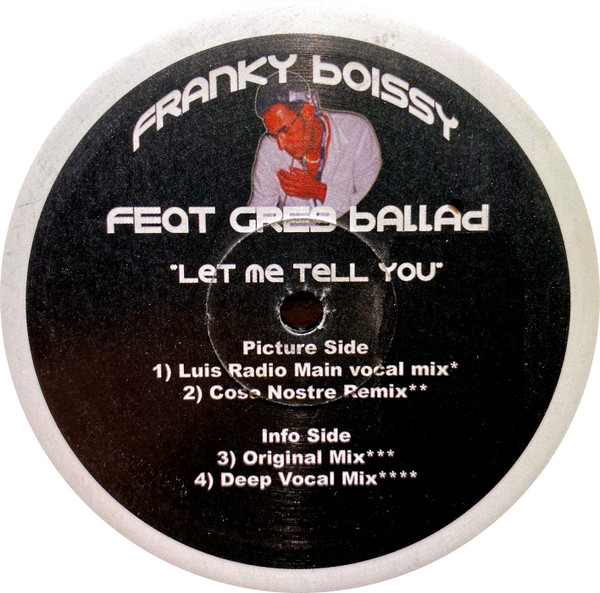 FRANKY BOISSY
FEAT GREG BALLAD
"LET ME TELL YOU"
Picture Side
1) Luis Radio Main vocal mix*
2) Cose Nostre Remix**
Info Side
3) Original Mix***
4) Deep Vocal Mix****